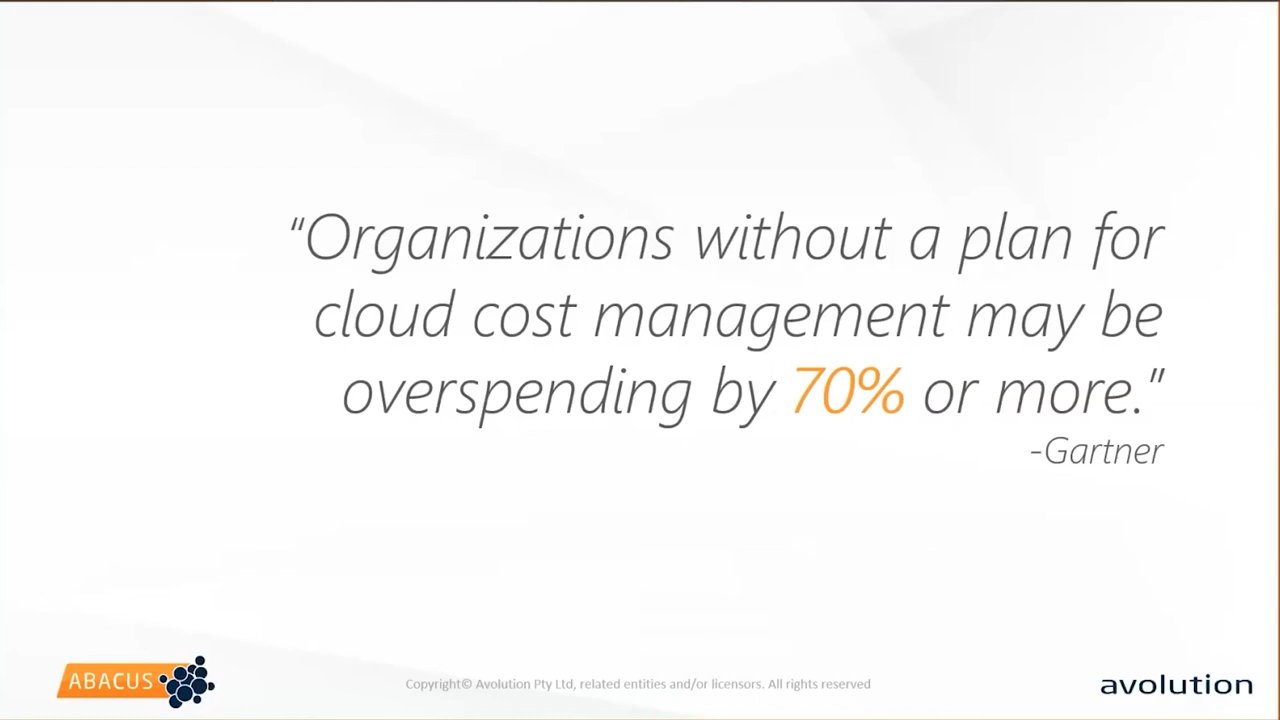 “Organizations without a plan for
cloud cost management may be
overspending by 70% or more.”
-Gartner
ABACUS
Copyright© Avolution Pty Ltd, related entities and/or licensors. All rights reserved
avolution